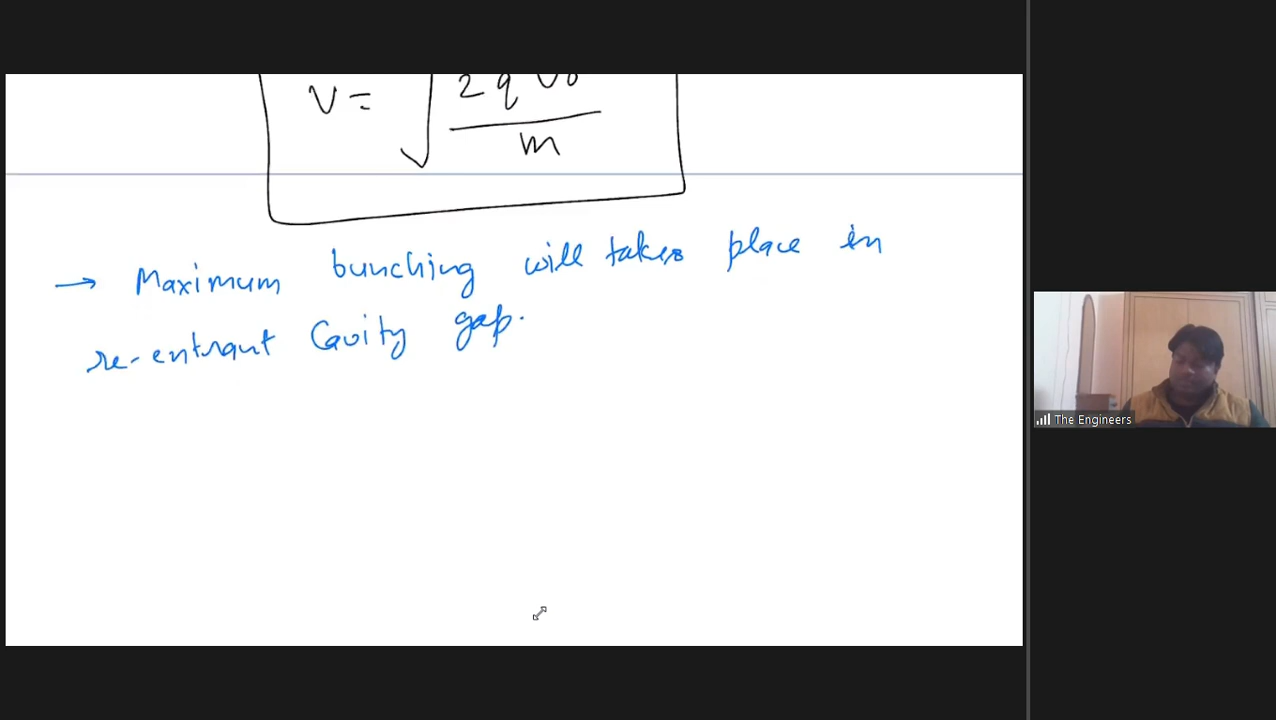 V = √(2qV0/m)
→ Maximum bunching will takes place in
re-entrant Cavity gap.
The Engineers